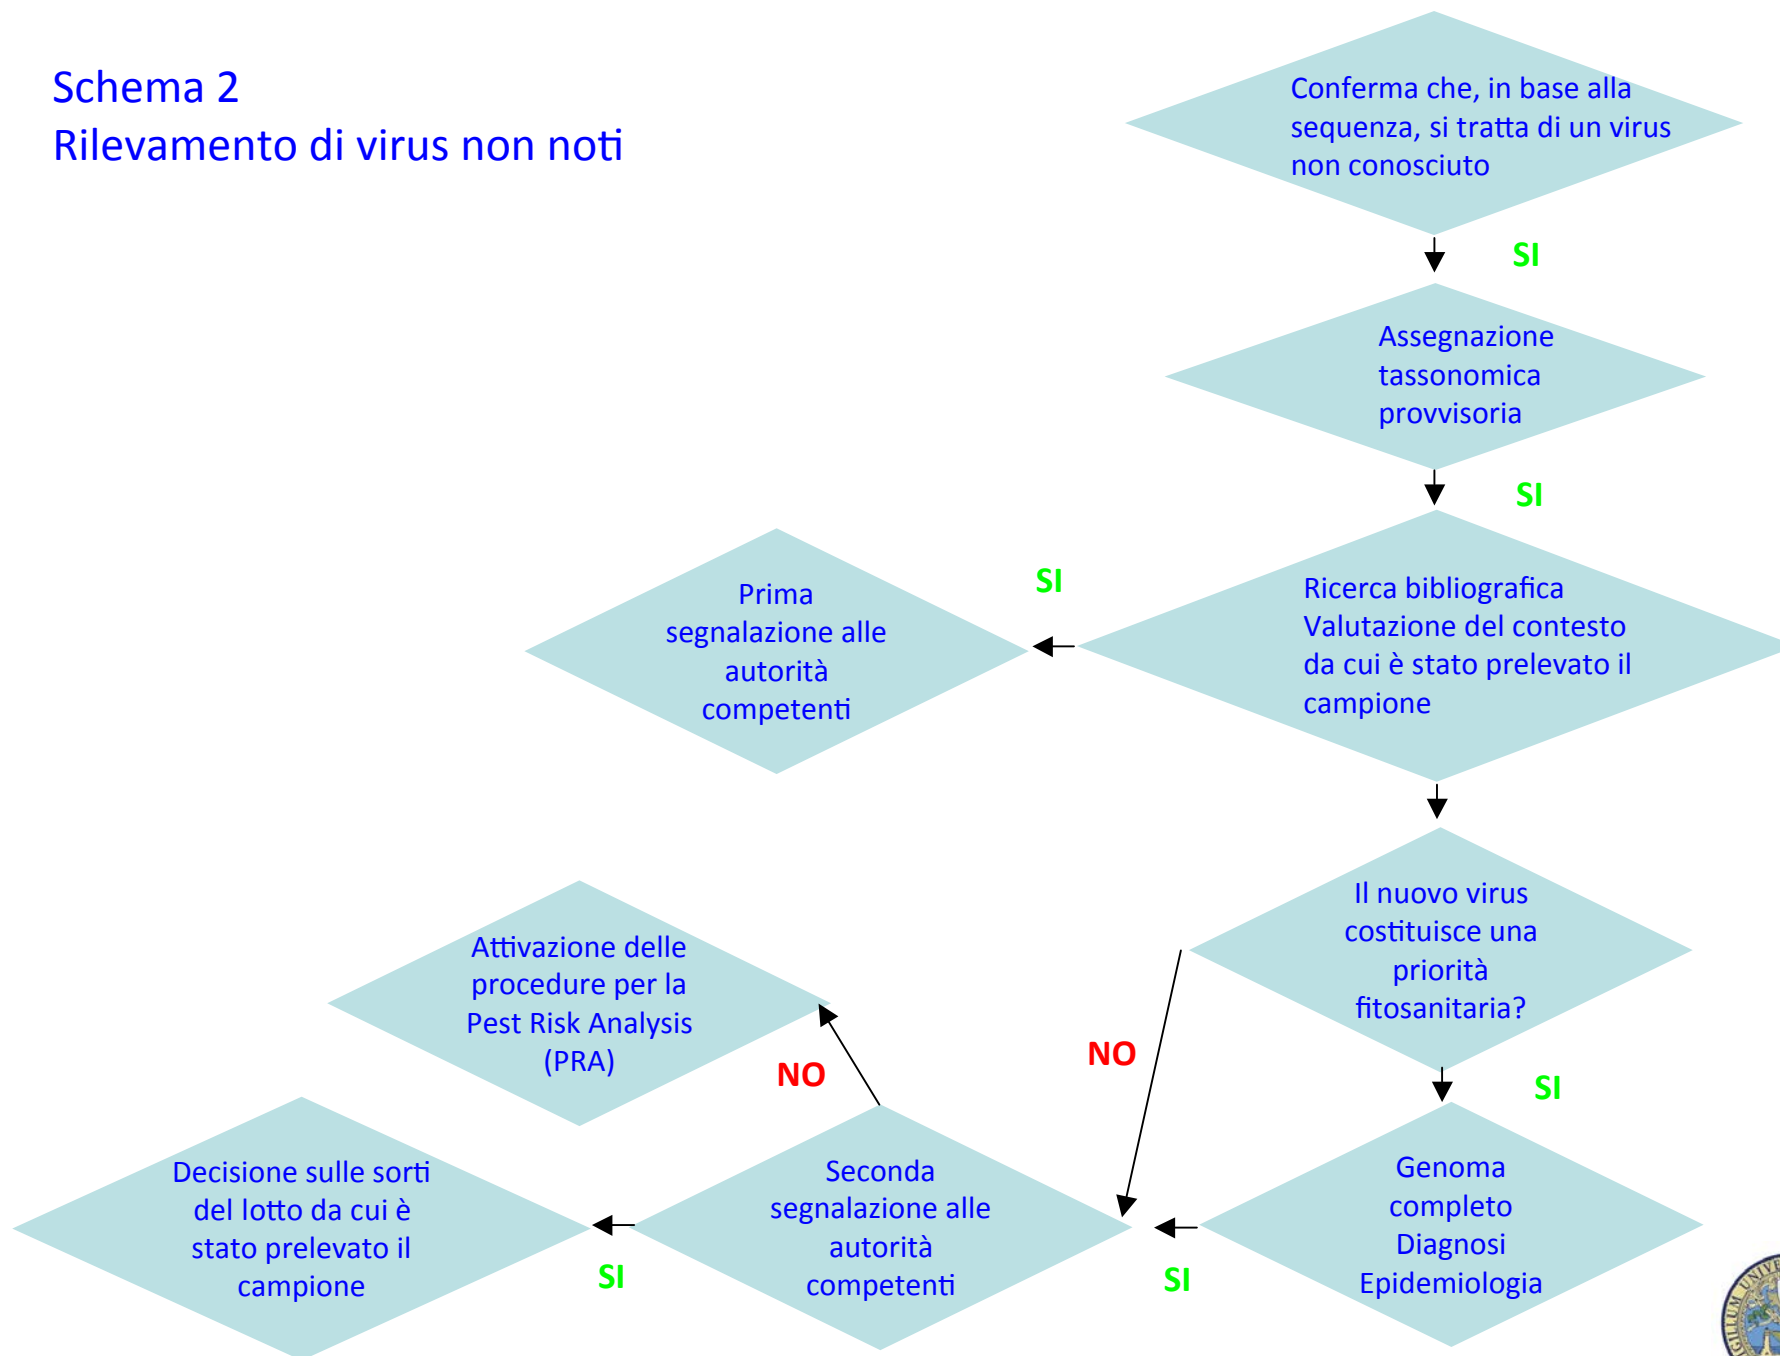 Schema 2
Rilevamento di virus non noti
Conferma che, in base alla
sequenza, si tratta di un virus
non conosciuto
SI
Assegnazione
tassonomica
provvisoria
SI
Ricerca bibliografica
Valutazione del contesto
da cui è stato prelevato il
campione
SI
Prima
segnalazione alle
autorità
competenti
Il nuovo virus
costituisce una
priorità
fitosanitaria?
NO
SI
Attivazione delle
procedure per la
Pest Risk Analysis
(PRA)
NO
Genoma
completo
Diagnosi
Epidemiologia
SI
Seconda
segnalazione alle
autorità
competenti
SI
Decisione sulle sorti
del lotto da cui è
stato prelevato il
campione